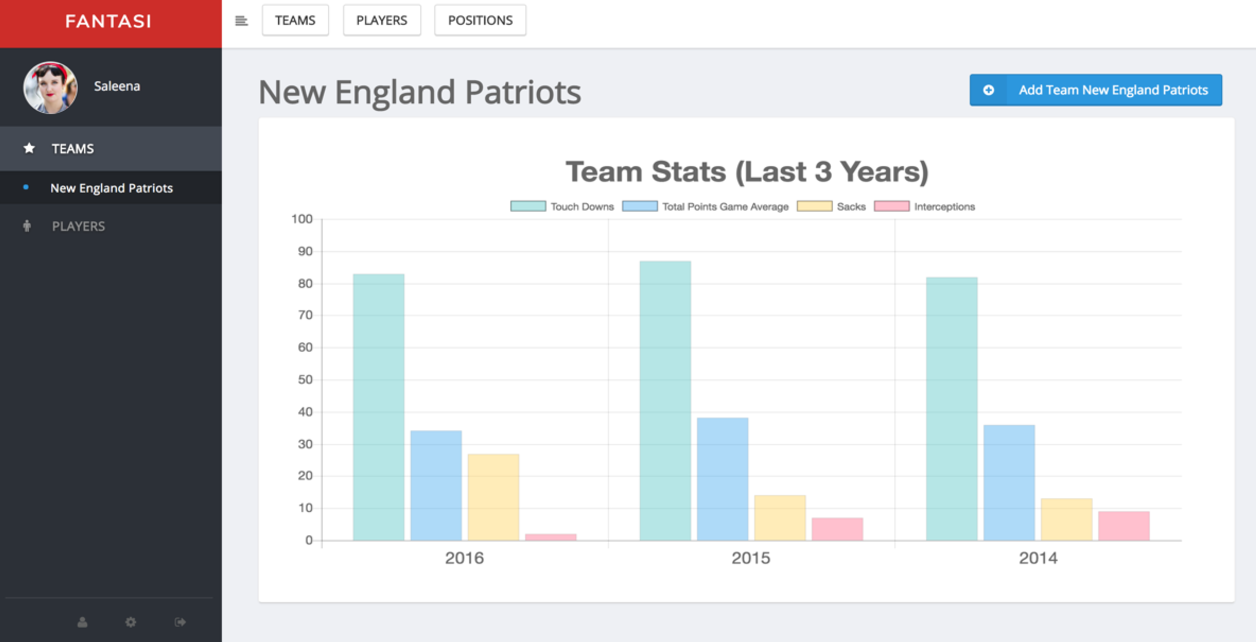 FANTASI
TEAMS PLAYERS POSITIONS
Saleena
TEAMS
New England Patriots
PLAYERS
New England Patriots
Add Team New England Patriots
Team Stats (Last 3 Years)
Touch Downs Total Points Game Average Sacks Interceptions
100
90
80
70
60
50
40
30
20
10
0
2016 2015 2014